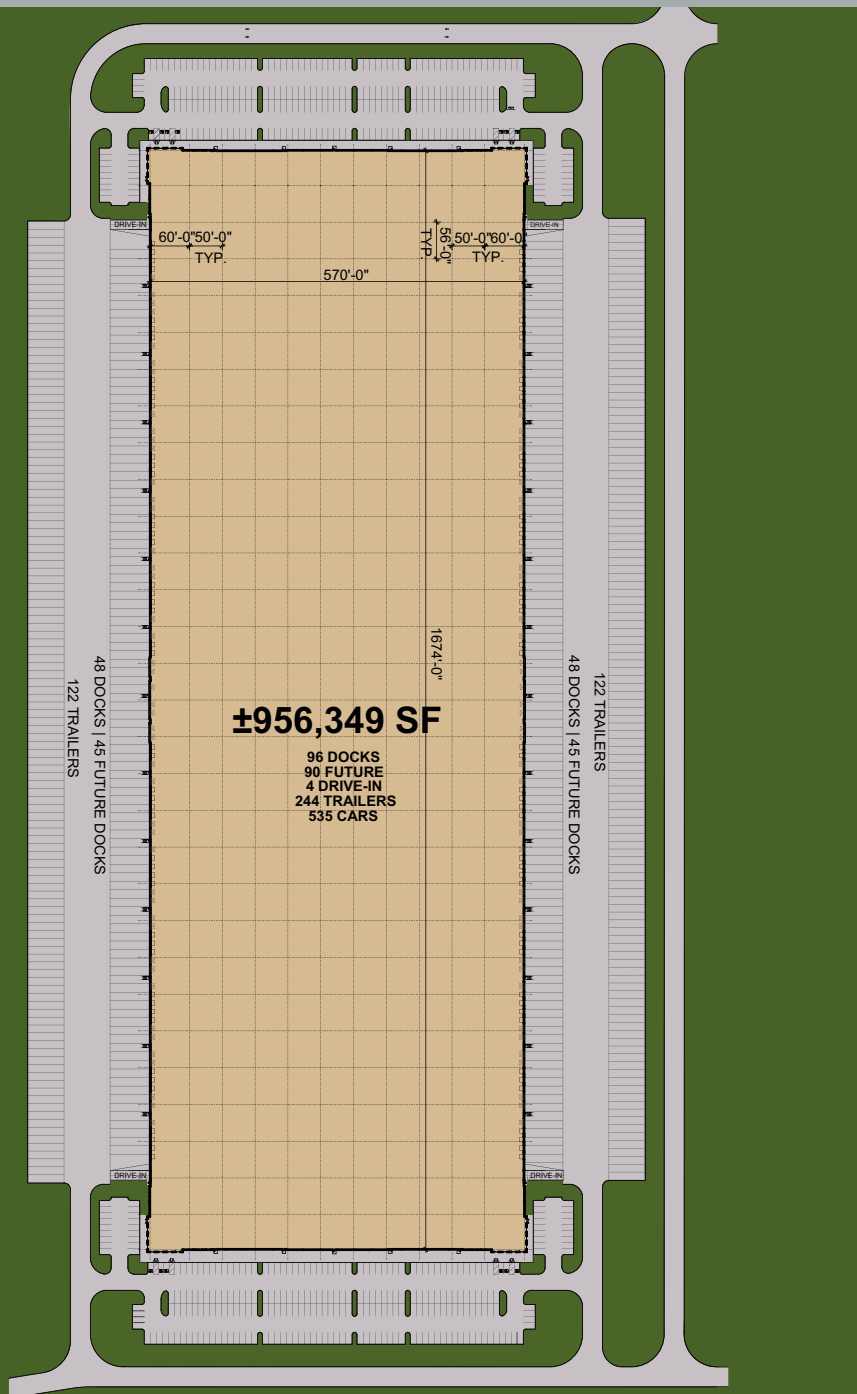 DRIVE-IN
DRIVE-IN
60'-0"
50'-0"
TYP.
56'-0"
TYP.
50'-0"
60'-0
TYP.
570'-0"
1674'-0"
122 TRAILERS
48 DOCKS | 45 FUTURE DOCKS
48 DOCKS | 45 FUTURE DOCKS
122 TRAILERS
±956,349 SF
96 DOCKS
90 FUTURE
4 DRIVE-IN
244 TRAILERS
535 CARS
DRIVE-IN
DRIVE-IN